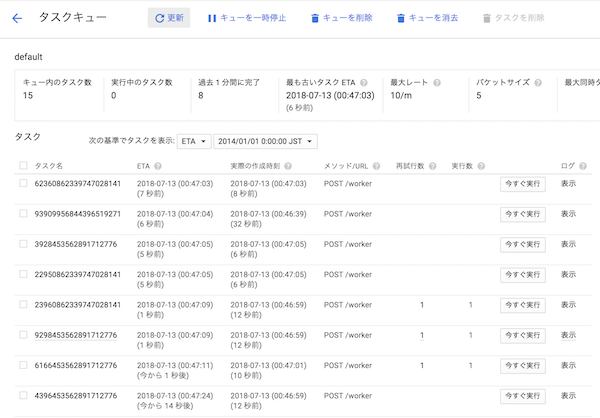 タスクキュー 更新 キューを一時停止 キューを削除 キューを消去 タスクを削除
default
キュー内のタスク数 実行中のタスク数 過去 1 分間に完了 最も古いタスク ETA 最大レート バケットサイズ 最大同時タ
15 0 8 2018-07-13 (00:47:03) 10/m 5
(6 秒前)
タスク 次の基準でタスクを表示: ETA 2014/01/01 0:00:00 JST
タスク名 ETA 実際の作成時刻 メソッド/URL 再試行数 実行数 ログ
62360862339747028141 2018-07-13 (00:47:03) 2018-07-13 (00:47:03) POST /worker 今すぐ実行 表示
(7 秒前) (8 秒前)
93909956844396519271 2018-07-13 (00:47:04) 2018-07-13 (00:46:39) POST /worker 今すぐ実行 表示
(6 秒前) (32 秒前)
3928453562891712776 2018-07-13 (00:47:05) 2018-07-13 (00:47:05) POST /worker 今すぐ実行 表示
(5 秒前) (6 秒前)
22950862339747028141 2018-07-13 (00:47:05) 2018-07-13 (00:47:05) POST /worker 今すぐ実行 表示
(5 秒前) (6 秒前)
23960862339747028141 2018-07-13 (00:47:09) 2018-07-13 (00:46:59) POST /worker 1 1 今すぐ実行 表示
(1 秒前) (12 秒前)
9298453562891712776 2018-07-13 (00:47:09) 2018-07-13 (00:46:59) POST /worker 1 1 今すぐ実行 表示
(1 秒前) (12 秒前)
6166453562891712776 2018-07-13 (00:47:11) 2018-07-13 (00:47:01) POST /worker 1 1 今すぐ実行 表示
(今から 1 秒後) (10 秒前)
4396453562891712776 2018-07-13 (00:47:24) 2018-07-13 (00:46:59) POST /worker 今すぐ実行 表示
(今から 14 秒後) (12 秒前)